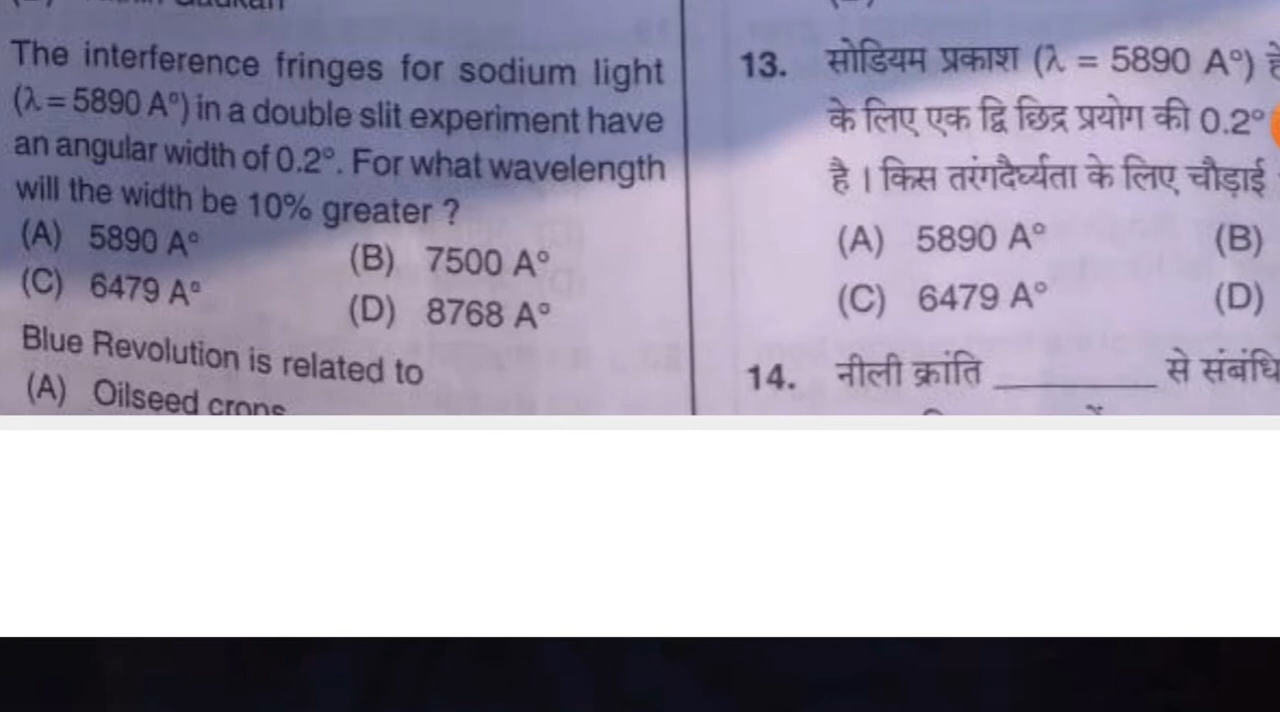 The interference fringes for sodium light
(λ = 5890 A°) in a double slit experiment have
an angular width of 0.2°. For what wavelength
will the width be 10% greater ?
(A) 5890 A°
(B) 7500 A°
(C) 6479 A°
(D) 8768 A°
Blue Revolution is related to
(A) Oilseed crops
13. सोडियम प्रकाश (λ = 5890 A°)
के लिए एक द्वि छिद्र प्रयोग की 0.2°
है । किस तरंगदैर्घ्यता के लिए चौड़ाई
(A) 5890 A° (B)
(C) 6479 A° (D)
14. नीली क्रांति ________ से